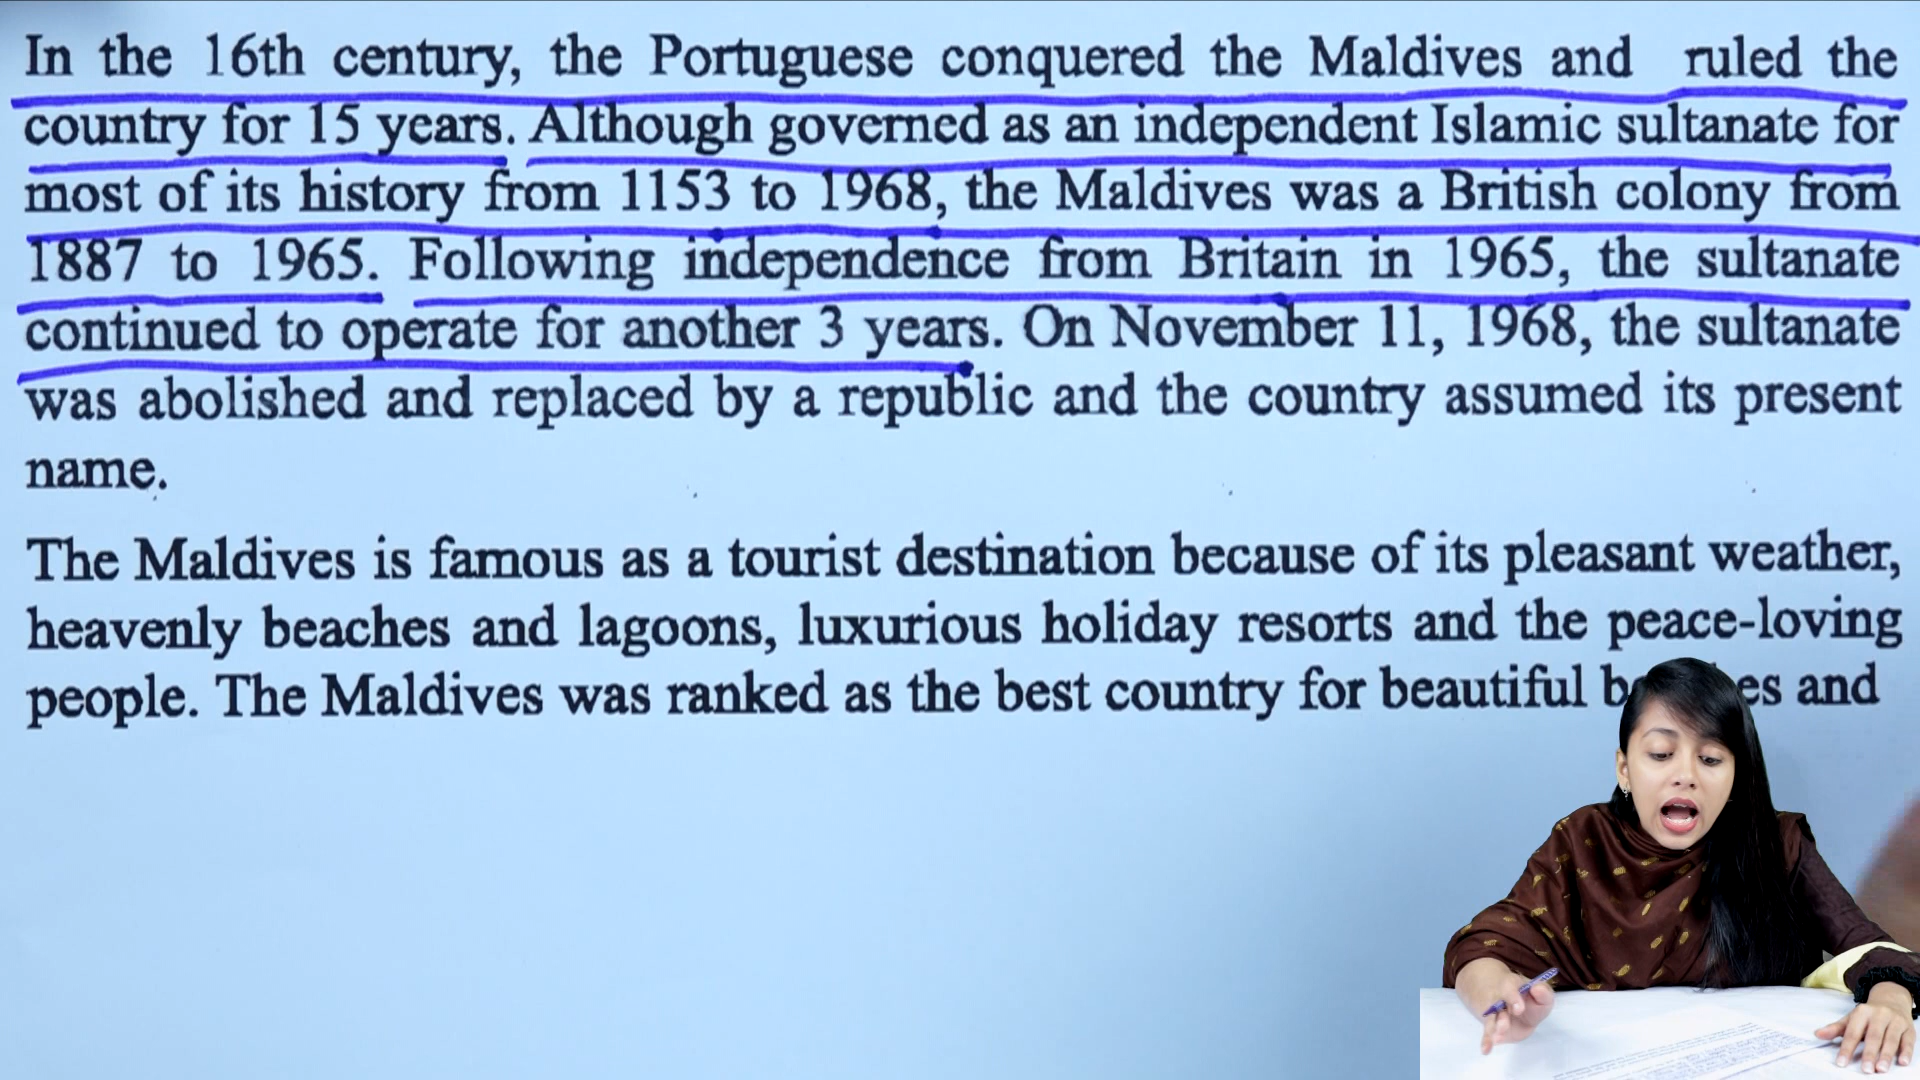 In the 16th century, the Portuguese conquered the Maldives and ruled the
country for 15 years. Although governed as an independent Islamic sultanate for
most of its history from 1153 to 1968, the Maldives was a British colony from
1887 to 1965. Following independence from Britain in 1965, the sultanate
continued to operate for another 3 years. On November 11, 1968, the sultanate
was abolished and replaced by a republic and the country assumed its present
name.
The Maldives is famous as a tourist destination because of its pleasant weather,
heavenly beaches and lagoons, luxurious holiday resorts and the peace-loving
people. The Maldives was ranked as the best country for beautiful and